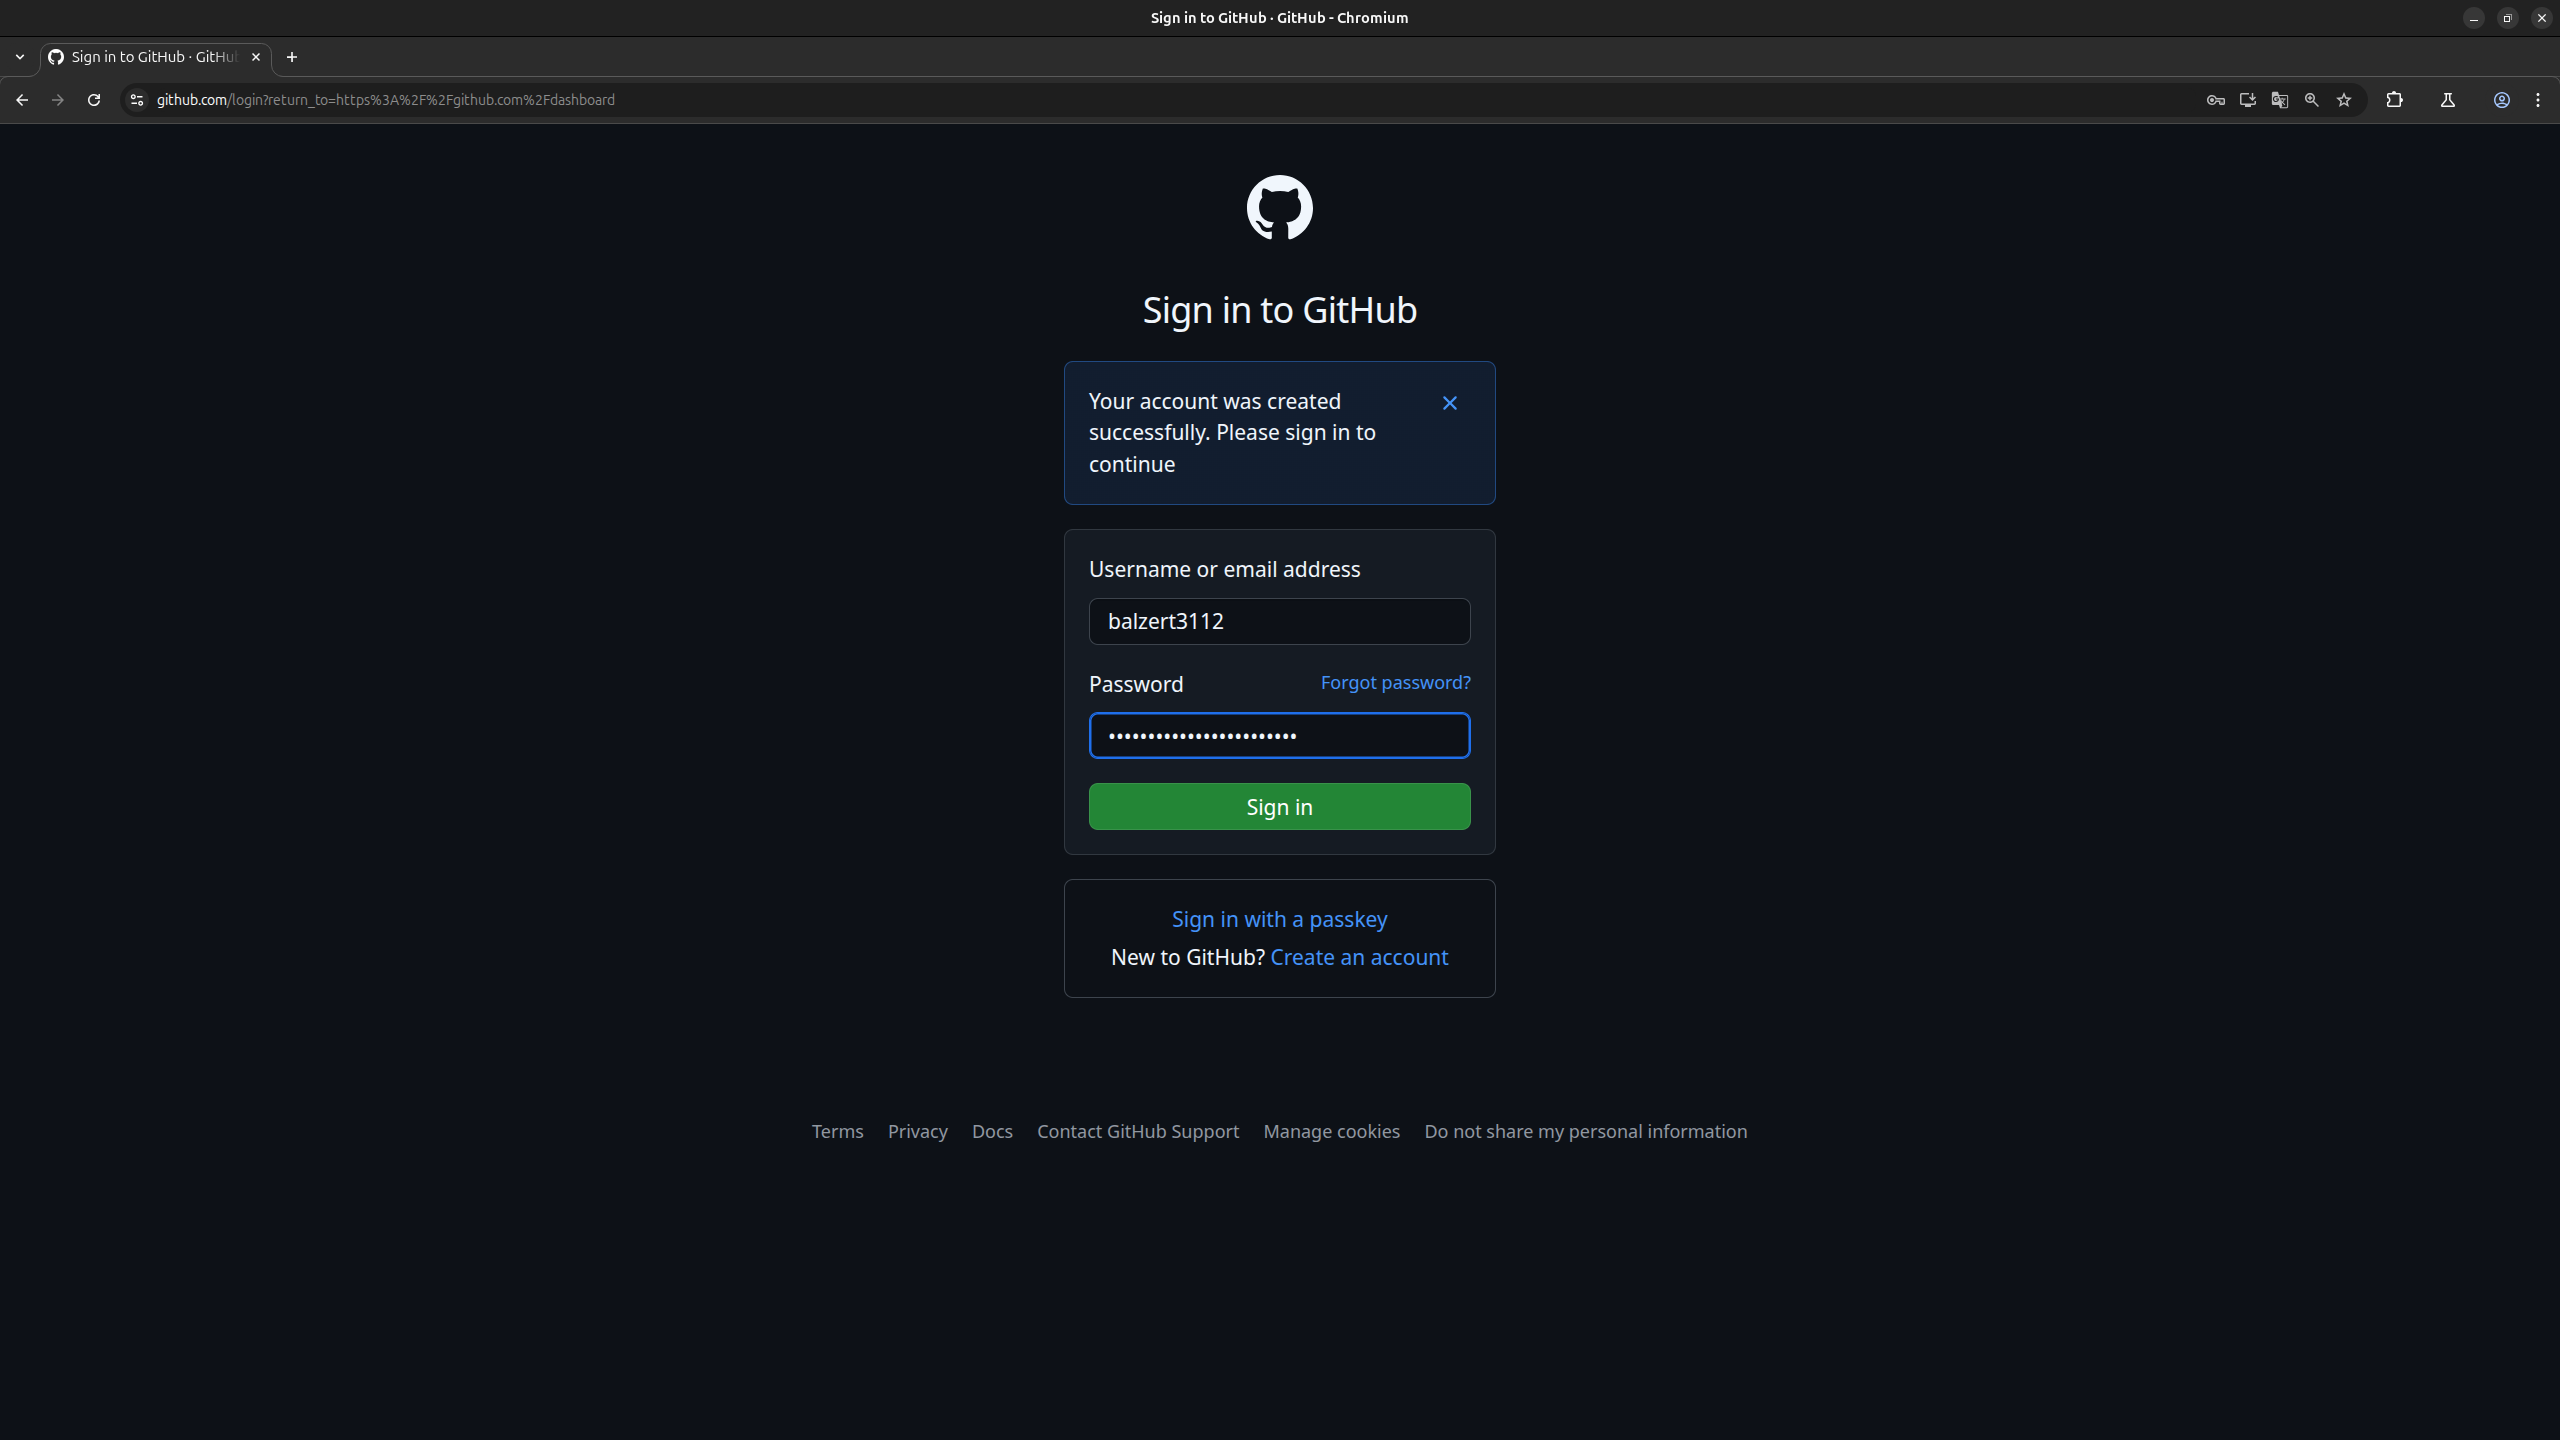 Sign in to GitHub · GitHub - Chromium
Sign in to GitHub · GitHub
github.com/login?return_to=https%3A%2F%2Fgithub.com%2Fdashboard
Sign in to GitHub
Your account was created
successfully. Please sign in to
continue
Username or email address
balzert3112
Password Forgot password?
••••••••••••••••••••••••
Sign in
Sign in with a passkey
New to GitHub? Create an account
Terms Privacy Docs Contact GitHub Support Manage cookies Do not share my personal information